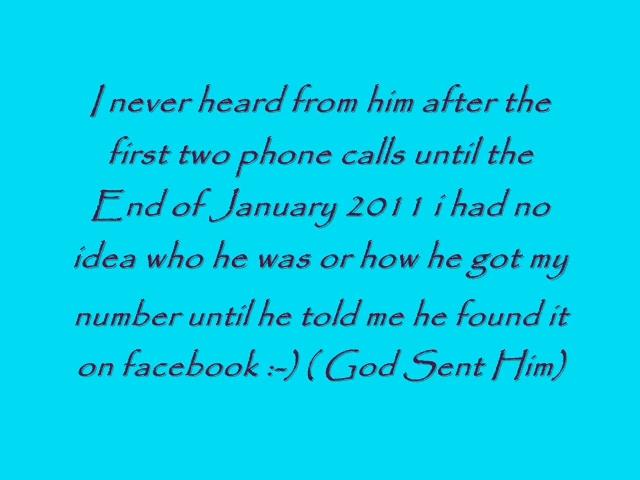 I never heard from him after the
first two phone calls until the
End of January 2011 i had no
idea who he was or how he got my
number until he told me he found it
on facebook :-) ( God Sent Him)